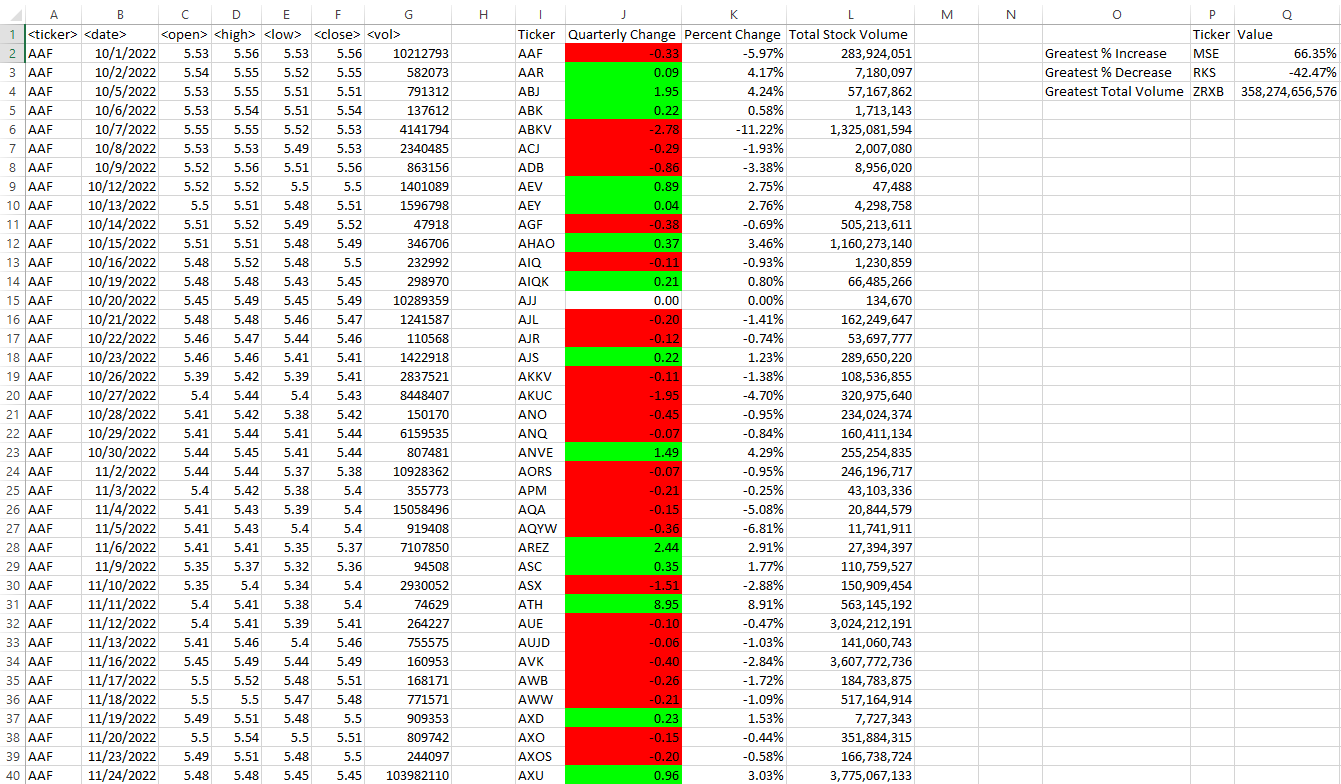 A B C D E F G H I J K L M N O P Q
1 <ticker> <date> <open> <high> <low> <close> <vol> Ticker Quarterly Change Percent Change Total Stock Volume Ticker Value
2 AAF 10/1/2022 5.53 5.56 5.53 5.56 10212793 AAF -0.33 -5.97% 283,924,051 Greatest % Increase MSE 66.35%
3 AAF 10/2/2022 5.54 5.55 5.52 5.55 582073 AAR 0.09 4.17% 7,180,097 Greatest % Decrease RKS -42.47%
4 AAF 10/5/2022 5.53 5.55 5.51 5.51 791312 ABJ 1.95 4.24% 57,167,862 Greatest Total Volume ZRXB 358,274,656,576
5 AAF 10/6/2022 5.53 5.54 5.51 5.54 137612 ABK 0.22 0.58% 1,713,143
6 AAF 10/7/2022 5.55 5.55 5.52 5.53 4141794 ABKV -2.78 -11.22% 1,325,081,594
7 AAF 10/8/2022 5.53 5.53 5.49 5.53 2340485 ACJ -0.29 -1.93% 2,007,080
8 AAF 10/9/2022 5.52 5.56 5.51 5.56 863156 ADB -0.86 -3.38% 8,956,020
9 AAF 10/12/2022 5.52 5.52 5.5 5.5 1401089 AEV 0.89 2.75% 47,488
10 AAF 10/13/2022 5.5 5.51 5.48 5.51 1596798 AEY 0.04 2.76% 4,298,758
11 AAF 10/14/2022 5.51 5.52 5.49 5.52 47918 AGF -0.38 -0.69% 505,213,611
12 AAF 10/15/2022 5.51 5.51 5.48 5.49 346706 AHAO 0.37 3.46% 1,160,273,140
13 AAF 10/16/2022 5.48 5.52 5.48 5.5 232992 AIQ -0.11 -0.93% 1,230,859
14 AAF 10/19/2022 5.48 5.48 5.43 5.45 298970 AIQK 0.21 0.80% 66,485,266
15 AAF 10/20/2022 5.45 5.49 5.45 5.49 10289359 AJJ 0.00 0.00% 134,670
16 AAF 10/21/2022 5.48 5.48 5.46 5.47 1241587 AJL -0.20 -1.41% 162,249,647
17 AAF 10/22/2022 5.46 5.47 5.44 5.46 110568 AJR -0.12 -0.74% 53,697,777
18 AAF 10/23/2022 5.46 5.46 5.41 5.41 1422918 AJS 0.22 1.23% 289,650,220
19 AAF 10/26/2022 5.39 5.42 5.39 5.41 2837521 AKKV -0.11 -1.38% 108,536,855
20 AAF 10/27/2022 5.4 5.44 5.4 5.43 8448407 AKUC -1.95 -4.70% 320,975,640
21 AAF 10/28/2022 5.41 5.42 5.38 5.42 150170 ANO -0.45 -0.95% 234,024,374
22 AAF 10/29/2022 5.41 5.44 5.41 5.44 6159535 ANQ -0.07 -0.84% 160,411,134
23 AAF 10/30/2022 5.44 5.45 5.41 5.44 807481 ANVE 1.49 4.29% 255,254,835
24 AAF 11/2/2022 5.44 5.44 5.37 5.38 10928362 AORS -0.07 -0.95% 246,196,717
25 AAF 11/3/2022 5.4 5.42 5.38 5.4 355773 APM -0.21 -0.25% 43,103,336
26 AAF 11/4/2022 5.41 5.43 5.39 5.4 15058496 AQA -0.15 -5.08% 20,844,579
27 AAF 11/5/2022 5.41 5.43 5.4 5.4 919408 AQYW -0.36 -6.81% 11,741,911
28 AAF 11/6/2022 5.41 5.41 5.35 5.37 7107850 AREZ 2.44 2.91% 27,394,397
29 AAF 11/9/2022 5.35 5.37 5.32 5.36 94508 ASC 0.35 1.77% 110,759,527
30 AAF 11/10/2022 5.35 5.4 5.34 5.4 2930052 ASX -1.51 -2.88% 150,909,454
31 AAF 11/11/2022 5.4 5.41 5.38 5.4 74629 ATH 8.95 8.91% 563,145,192
32 AAF 11/12/2022 5.4 5.41 5.39 5.41 264227 AUE -0.10 -0.47% 3,024,212,191
33 AAF 11/13/2022 5.41 5.46 5.4 5.46 755575 AUJD -0.06 -1.03% 141,060,743
34 AAF 11/16/2022 5.45 5.49 5.44 5.49 160953 AVK -0.40 -2.84% 3,607,772,736
35 AAF 11/17/2022 5.5 5.52 5.48 5.51 168171 AWB -0.26 -1.72% 184,783,875
36 AAF 11/18/2022 5.5 5.5 5.47 5.48 771571 AWW -0.21 -1.09% 517,164,914
37 AAF 11/19/2022 5.49 5.51 5.48 5.5 909353 AXD 0.23 1.53% 7,727,343
38 AAF 11/20/2022 5.5 5.54 5.5 5.51 809742 AXO -0.15 -0.44% 351,884,315
39 AAF 11/23/2022 5.49 5.51 5.48 5.5 244097 AXOS -0.20 -0.58% 166,738,724
40 AAF 11/24/2022 5.48 5.48 5.45 5.45 103982110 AXU 0.96 3.03% 3,775,067,133